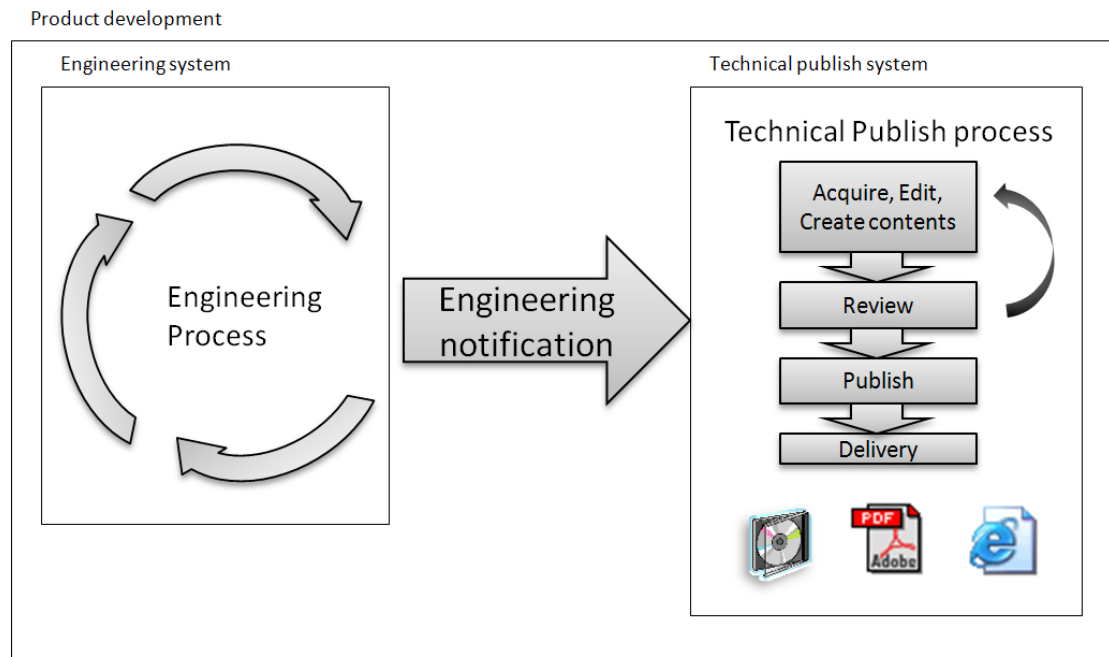 Product development
Engineering system
Technical publish system
Engineering
Process
Engineering
notification
Technical Publish process
Acquire, Edit,
Create contents
Review
Publish
Delivery
PDF
Adobe